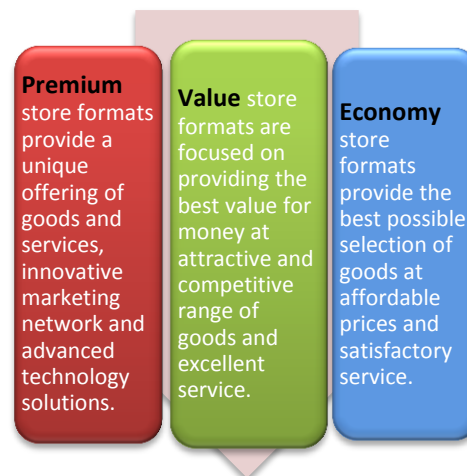 Premium
store formats
provide a
unique
offering of
goods and
services,
innovative
marketing
network and
advanced
technology
solutions.
Value store
formats are
focused on
providing the
best value for
money at
attractive and
competitive
range of
goods and
excellent
service.
Economy
store
formats
provide the
best possible
selection of
goods at
affordable
prices and
satisfactory
service.